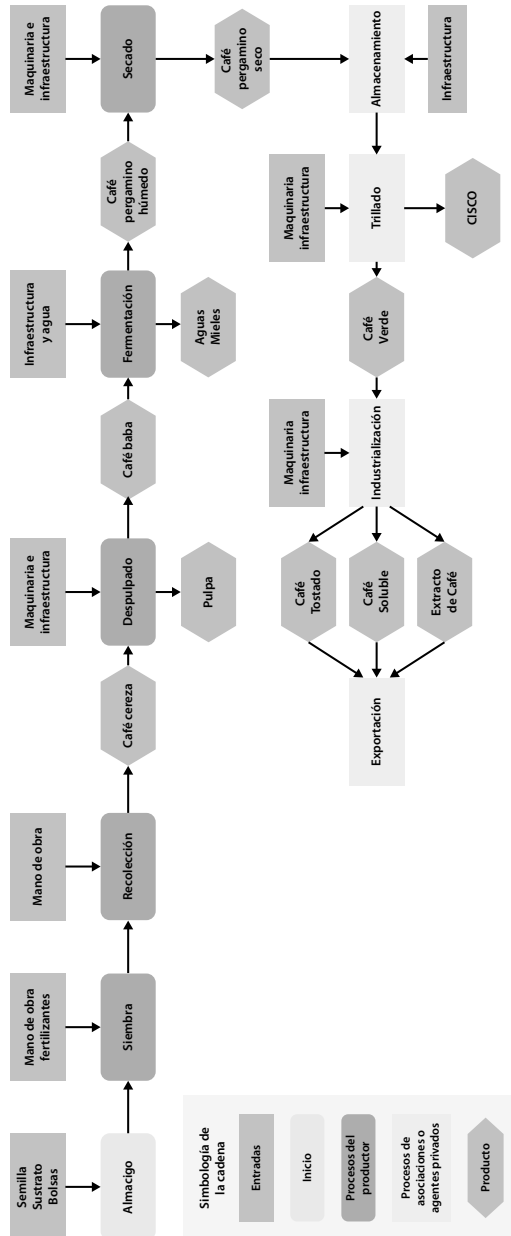 Semilla
Sustrato
Bolsas
Almacigo
Mano de obra
fertilizantes
Siembra
Mano de obra
Recolección
Café cereza
Maquinaria e
infraestructura
Despulpado
Pulpa
Café baba
Infraestructura
y agua
Fermentación
Aguas
Mieles
Café
pergamino
húmedo
Maquinaria e
infraestructura
Secado
Café
pergamino
seco
Almacenamiento
Infraestructura
Maquinaria
infraestructura
Trillado
CISCO
Café
Verde
Maquinaria
infraestructura
Industrialización
Café
Tostado
Café
Soluble
Extracto
de Café
Exportación
Simbología de
la cadena
Entradas
Inicio
Procesos del
productor
Procesos de
asociaciones o
agentes privados
Producto